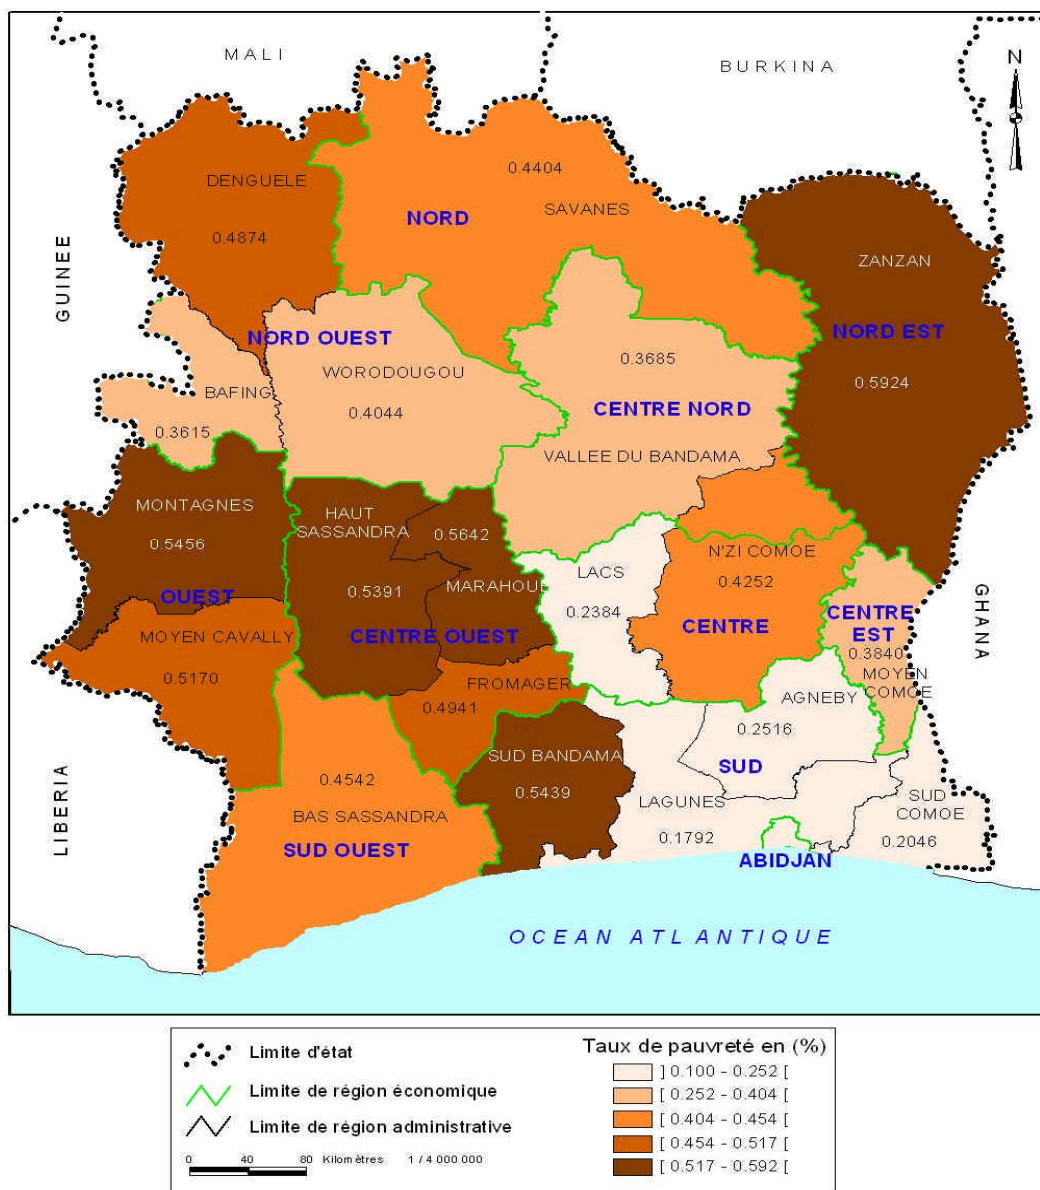 MALI
BURKINA
N
DENGUELE
0.4874
0.4404
NORD
SAVANES
GUINEE
ZANZAN
NORD EST
0.5924
NORD OUEST
WORODOUGOU
0.4044
0.3685
CENTRE NORD
BAFING
0.3615
VALLEE DU BANDAMA
MONTAGNES
0.5456
OUEST
HAUT
SASSANDRA
0.5642
0.5391
MARAHOUE
CENTRE OUEST
LACS
0.2384
N'ZI COMOE
0.4252
CENTRE
CENTRE
EST
0.3840
MOYEN
COMOE
GHANA
MOYEN CAVALLY
0.5170
FROMAGER
0.4941
AGNEBY
0.2516
SUD
SUD BANDAMA
0.5439
LAGUNES
0.1792
SUD
COMOE
0.2046
ABIDJAN
LIBERIA
0.4542
BAS SASSANDRA
SUD OUEST
OCEAN ATLANTIQUE
Limite d'état
Limite de région économique
Limite de région administrative
0 40 80 Kilomètres 1 / 4 000 000
Taux de pauvreté en (%)
] 0.100 - 0.252 [
[ 0.252 - 0.404 [
[ 0.404 - 0.454 [
[ 0.454 - 0.517 [
[ 0.517 - 0.592 [